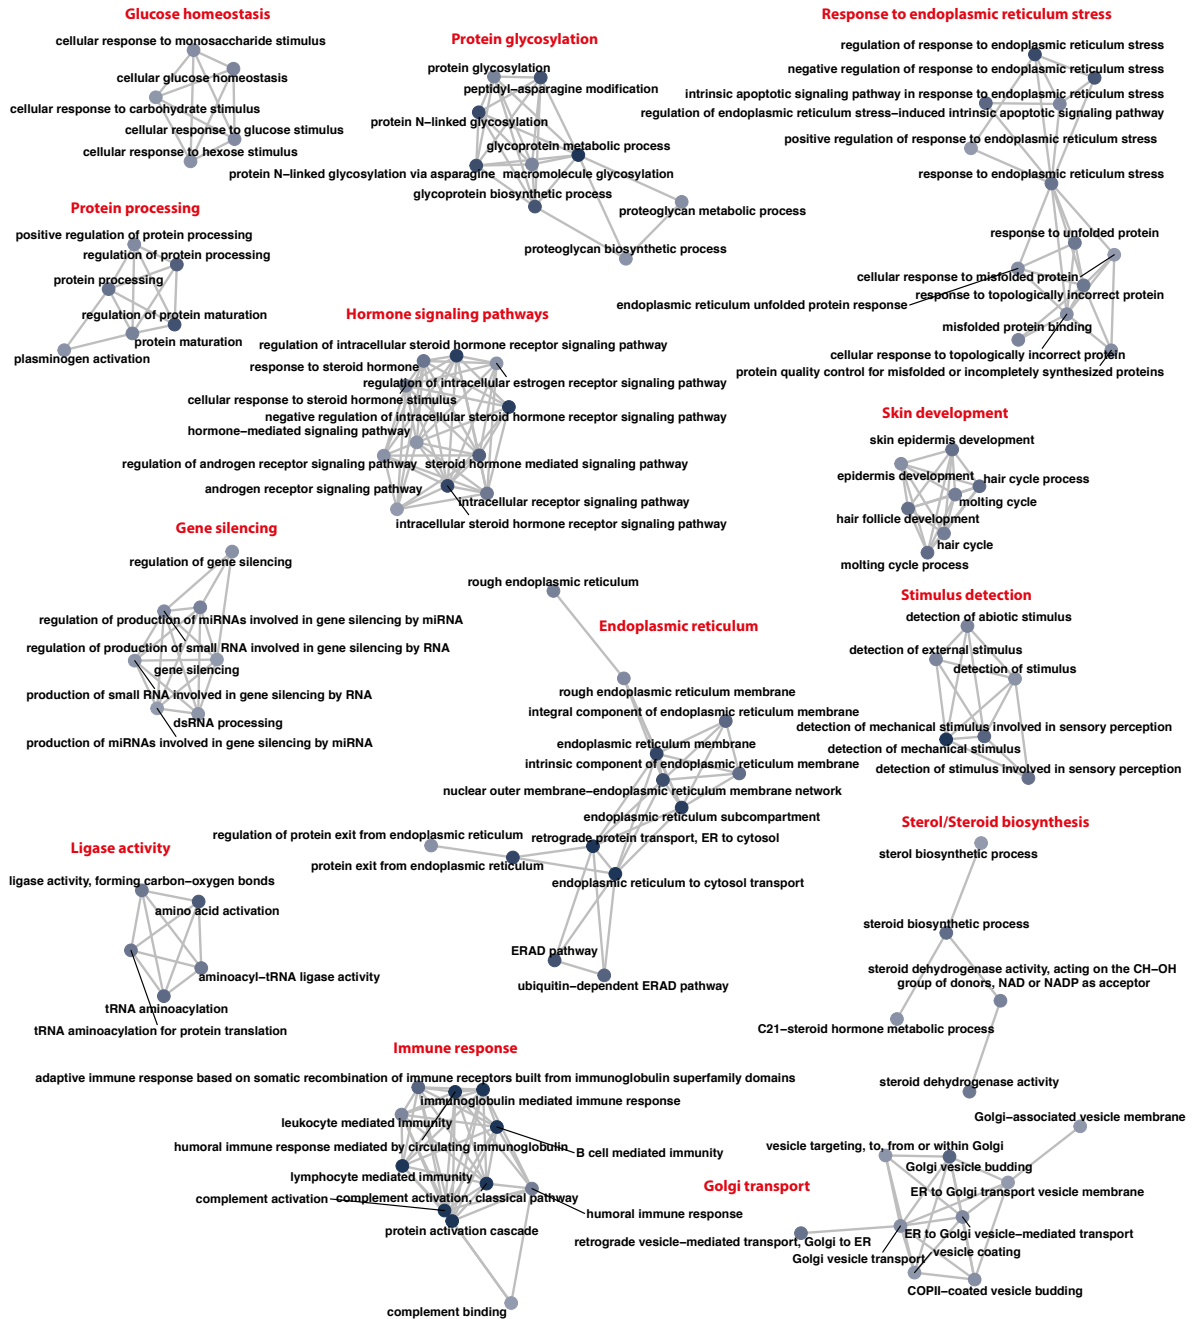 Glucose homeostasis
cellular response to monosaccharide stimulus
cellular glucose homeostasis
cellular response to carbohydrate stimulus
cellular response to glucose stimulus
cellular response to hexose stimulus
Protein glycosylation
protein glycosylation
peptidyl−asparagine modification
protein N−linked glycosylation
glycoprotein metabolic process
protein N−linked glycosylation via asparagine
macromolecule glycosylation
glycoprotein biosynthetic process
proteoglycan metabolic process
proteoglycan biosynthetic process
Response to endoplasmic reticulum stress
regulation of response to endoplasmic reticulum stress
negative regulation of response to endoplasmic reticulum stress
intrinsic apoptotic signaling pathway in response to endoplasmic reticulum stress
regulation of endoplasmic reticulum stress−induced intrinsic apoptotic signaling pathway
positive regulation of response to endoplasmic reticulum stress
response to endoplasmic reticulum stress
response to unfolded protein
cellular response to misfolded protein
response to topologically incorrect protein
endoplasmic reticulum unfolded protein response
misfolded protein binding
cellular response to topologically incorrect protein
protein quality control for misfolded or incompletely synthesized proteins
Protein processing
positive regulation of protein processing
regulation of protein processing
protein processing
regulation of protein maturation
protein maturation
plasminogen activation
Hormone signaling pathways
regulation of intracellular steroid hormone receptor signaling pathway
response to steroid hormone
regulation of intracellular estrogen receptor signaling pathway
cellular response to steroid hormone stimulus
negative regulation of intracellular steroid hormone receptor signaling pathway
hormone−mediated signaling pathway
regulation of androgen receptor signaling pathway
steroid hormone mediated signaling pathway
androgen receptor signaling pathway
intracellular receptor signaling pathway
intracellular steroid hormone receptor signaling pathway
Skin development
skin epidermis development
epidermis development
hair cycle process
molting cycle
hair follicle development
hair cycle
molting cycle process
Gene silencing
regulation of gene silencing
regulation of production of miRNAs involved in gene silencing by miRNA
regulation of production of small RNA involved in gene silencing by RNA
gene silencing
production of small RNA involved in gene silencing by RNA
dsRNA processing
production of miRNAs involved in gene silencing by miRNA
rough endoplasmic reticulum
Endoplasmic reticulum
rough endoplasmic reticulum membrane
integral component of endoplasmic reticulum membrane
endoplasmic reticulum membrane
intrinsic component of endoplasmic reticulum membrane
nuclear outer membrane−endoplasmic reticulum membrane network
endoplasmic reticulum subcompartment
regulation of protein exit from endoplasmic reticulum
retrograde protein transport, ER to cytosol
protein exit from endoplasmic reticulum
endoplasmic reticulum to cytosol transport
ERAD pathway
ubiquitin−dependent ERAD pathway
Stimulus detection
detection of abiotic stimulus
detection of external stimulus
detection of stimulus
detection of mechanical stimulus involved in sensory perception
detection of mechanical stimulus
detection of stimulus involved in sensory perception
Ligase activity
ligase activity, forming carbon−oxygen bonds
amino acid activation
aminoacyl−tRNA ligase activity
tRNA aminoacylation
tRNA aminoacylation for protein translation
Sterol/Steroid biosynthesis
sterol biosynthetic process
steroid biosynthetic process
steroid dehydrogenase activity, acting on the CH−OH
group of donors, NAD or NADP as acceptor
C21−steroid hormone metabolic process
steroid dehydrogenase activity
Immune response
adaptive immune response based on somatic recombination of immune receptors built from immunoglobulin superfamily domains
immunoglobulin mediated immune response
leukocyte mediated immunity
humoral immune response mediated by circulating immunoglobulin
B cell mediated immunity
lymphocyte mediated immunity
complement activation
complement activation, classical pathway
humoral immune response
protein activation cascade
complement binding
Golgi transport
Golgi−associated vesicle membrane
vesicle targeting, to, from or within Golgi
Golgi vesicle budding
ER to Golgi transport vesicle membrane
ER to Golgi vesicle−mediated transport
retrograde vesicle−mediated transport, Golgi to ER
vesicle coating
Golgi vesicle transport
COPII−coated vesicle budding